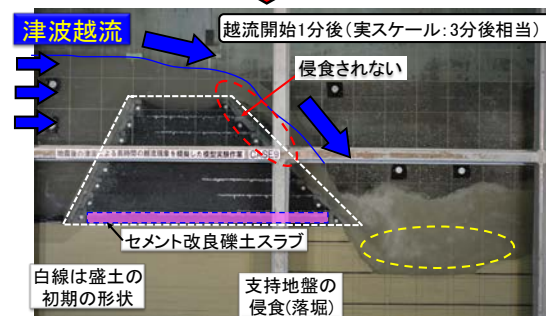 津波越流
越流開始1分後（実スケール：3分後相当）
侵食されない
セメント改良礫土スラブ
白線は盛土の
初期の形状
支持地盤の
侵食(落堀)